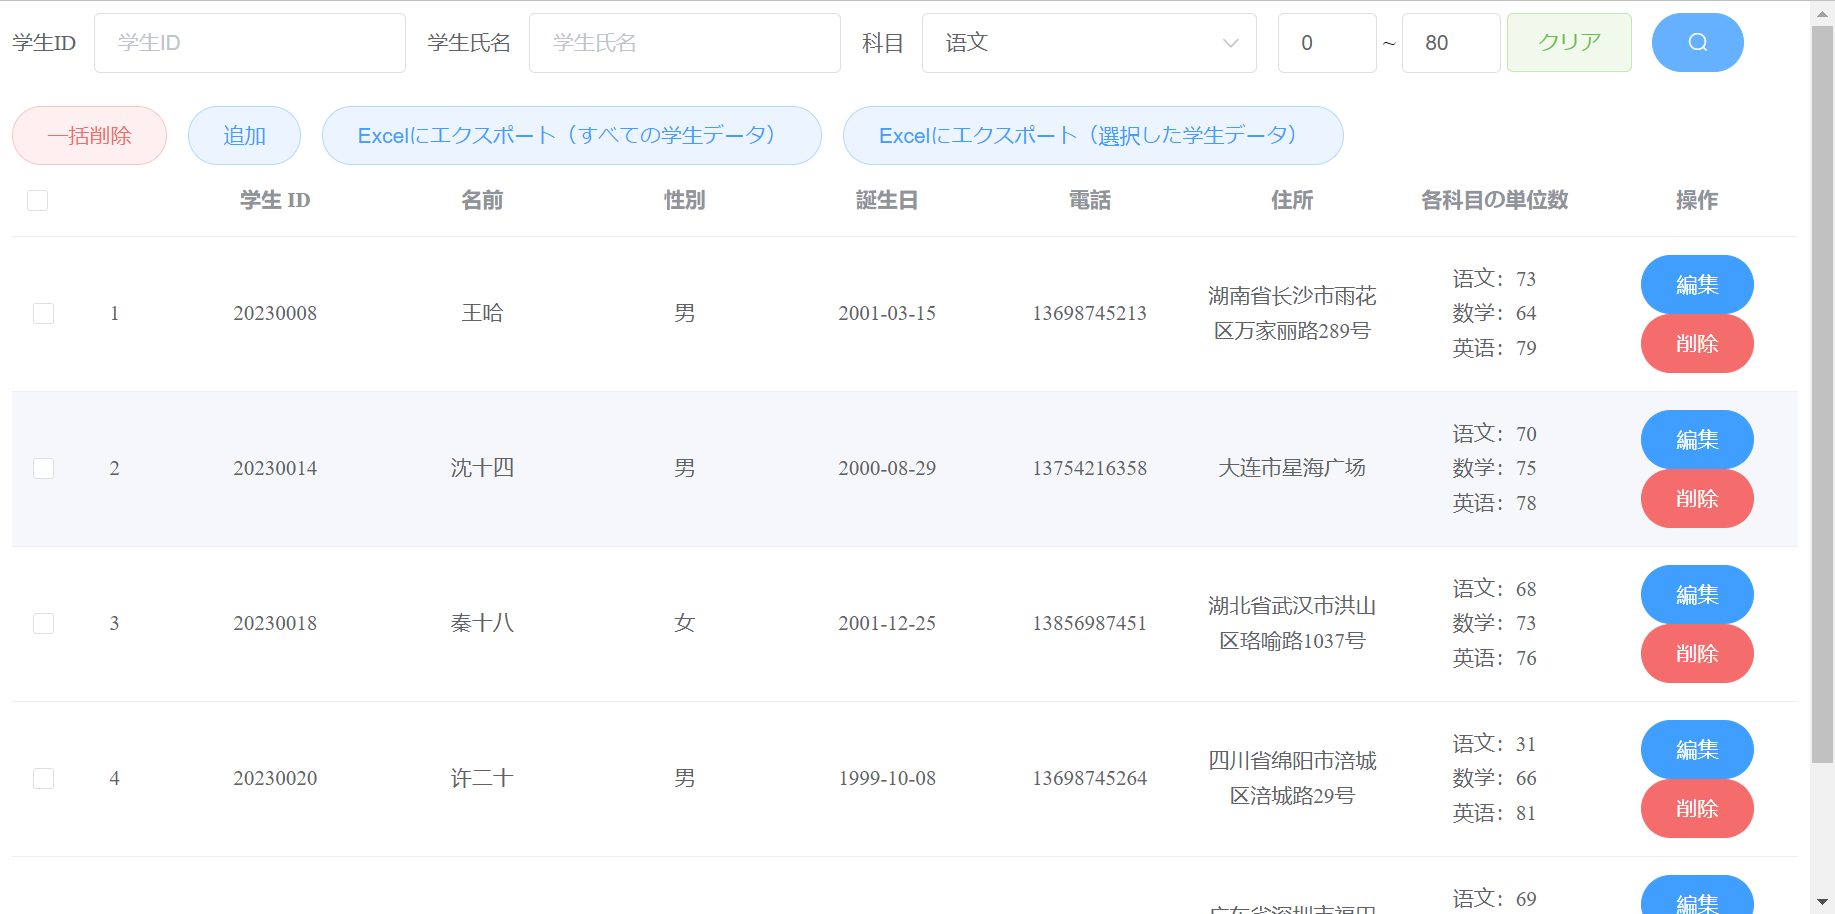 学生ID 学生ID 学生氏名 学生氏名 科目 语文 0 ~ 80 クリア
一括削除 追加 Excelにエクスポート（すべての学生データ） Excelにエクスポート（選択した学生データ）
学生 ID 名前 性別 誕生日 電話 住所 各科目の単位数 操作
1 20230008 王哈 男 2001-03-15 13698745213
湖南省长沙市雨花
区万家丽路289号
语文：73
数学：64
英语：79
編集
削除
2 20230014 沈十四 男 2000-08-29 13754216358 大连市星海广场
语文：70
数学：75
英语：78
編集
削除
3 20230018 秦十八 女 2001-12-25 13856987451
湖北省武汉市洪山
区珞喻路1037号
语文：68
数学：73
英语：76
編集
削除
4 20230020 许二十 男 1999-10-08 13698745264
四川省绵阳市涪城
区涪城路29号
语文：31
数学：66
英语：81
編集
削除
广东省深圳市福田
语文：69
編集